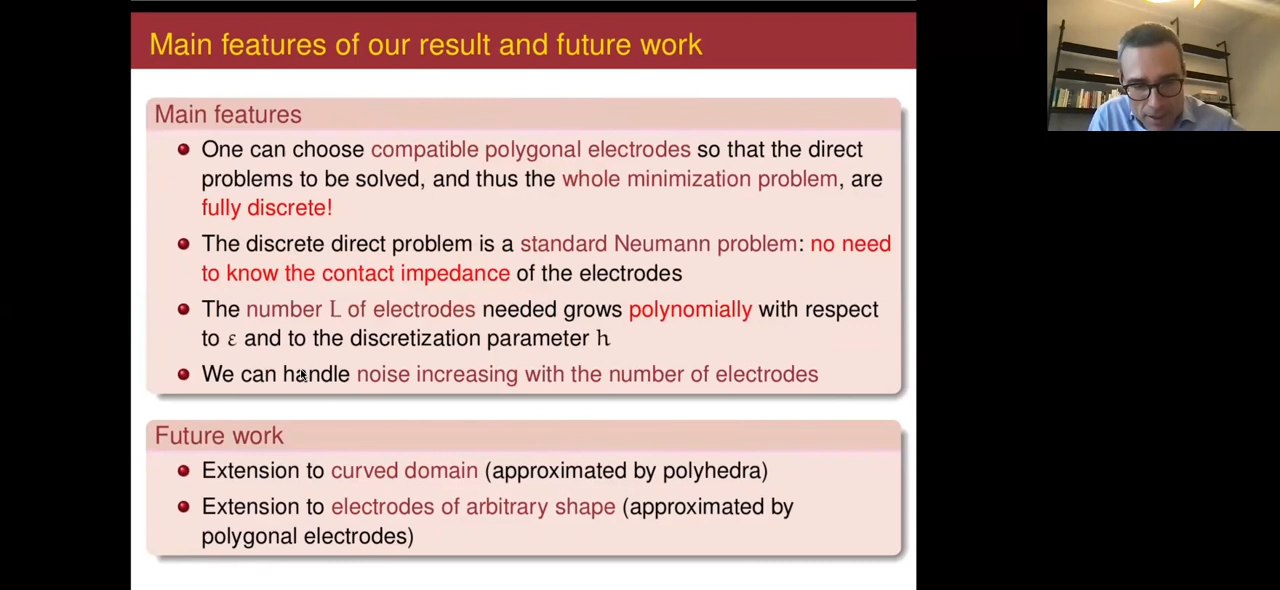 Main features of our result and future work
Main features
One can choose compatible polygonal electrodes so that the direct
problems to be solved, and thus the whole minimization problem, are
fully discrete!
The discrete direct problem is a standard Neumann problem: no need
to know the contact impedance of the electrodes
The number L of electrodes needed grows polynomially with respect
to ε and to the discretization parameter h
We can handle noise increasing with the number of electrodes
Future work
Extension to curved domain (approximated by polyhedra)
Extension to electrodes of arbitrary shape (approximated by
polygonal electrodes)